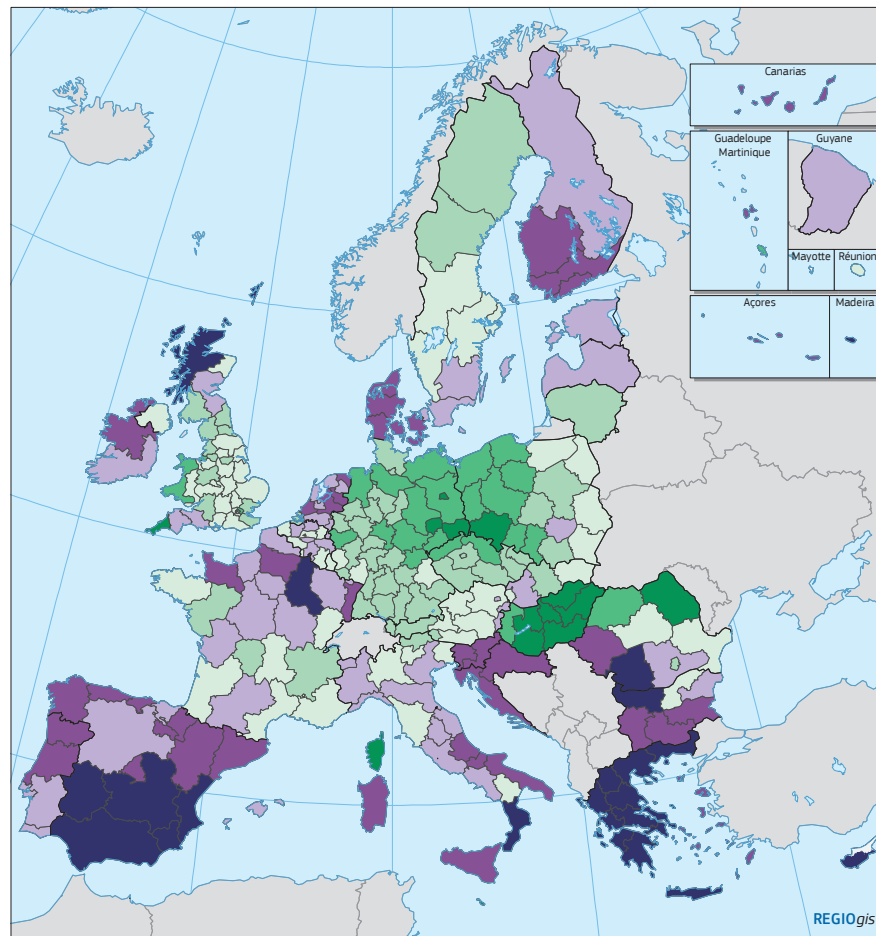 Canarias
Guadeloupe
Martinique
Guyane
Mayotte
Réunion
Açores
Madeira
REGIOgis